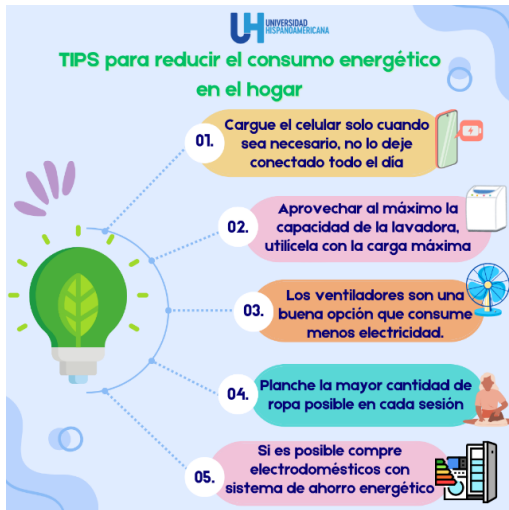 UH UNIVERSIDAD
HISPANOAMERICANA
TIPS para reducir el consumo energético
en el hogar
01.
Cargue el celular solo cuando
sea necesario, no lo deje
conectado todo el día
02.
Aprovechar al máximo la
capacidad de la lavadora,
utilícela con la carga máxima
03.
Los ventiladores son una
buena opción que consume
menos electricidad.
04.
Planche la mayor cantidad de
ropa posible en cada sesión
05.
Si es posible compre
electrodomésticos con
sistema de ahorro energético